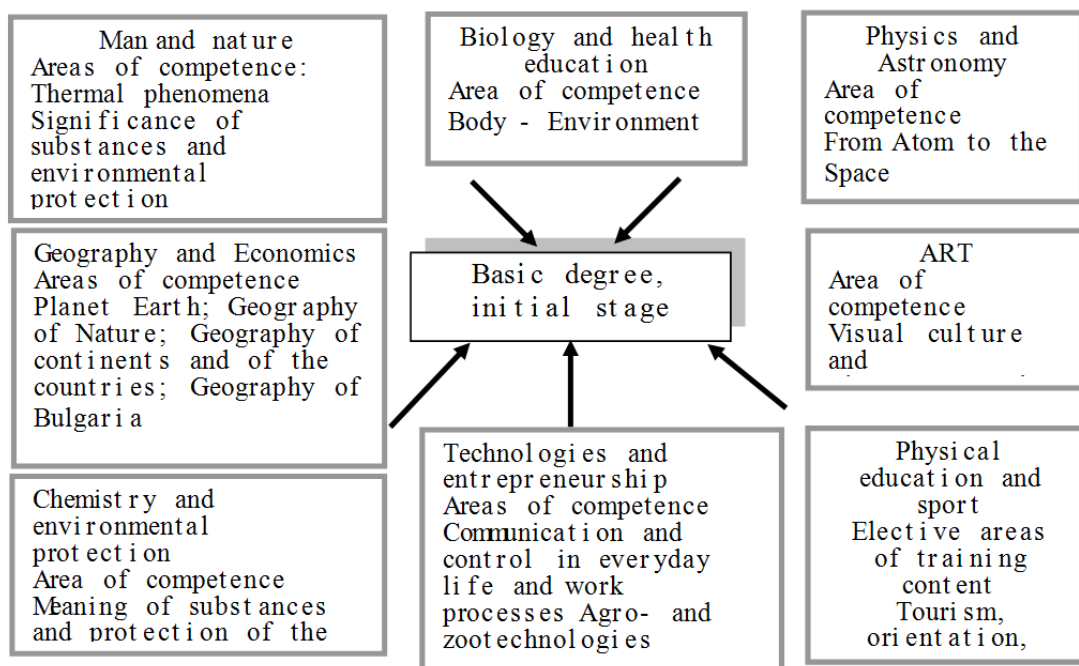 Man and nature
Areas of competence:
Thermal phenomena
Significance of
substances and
environmental
protection
Biology and health
education
Area of competence
Body - Environment
Physics and
Astronomy
Area of
competence
From Atom to the
Space
Geography and Economics
Areas of competence
Planet Earth; Geography
of Nature; Geography of
continents and of the
countries; Geography of
Bulgaria
Basic degree,
initial stage
ART
Area of
competence
Visual culture
and
Chemistry and
environmental
protection
Area of competence
Meaning of substances
and protection of the
Technologies and
entrepreneurship
Areas of competence
Communication and
control in everyday
life and work
processes Agro- and
zootechnologies
Physical
education and
sport
Elective areas
of training
content
Tourism,
orientation,